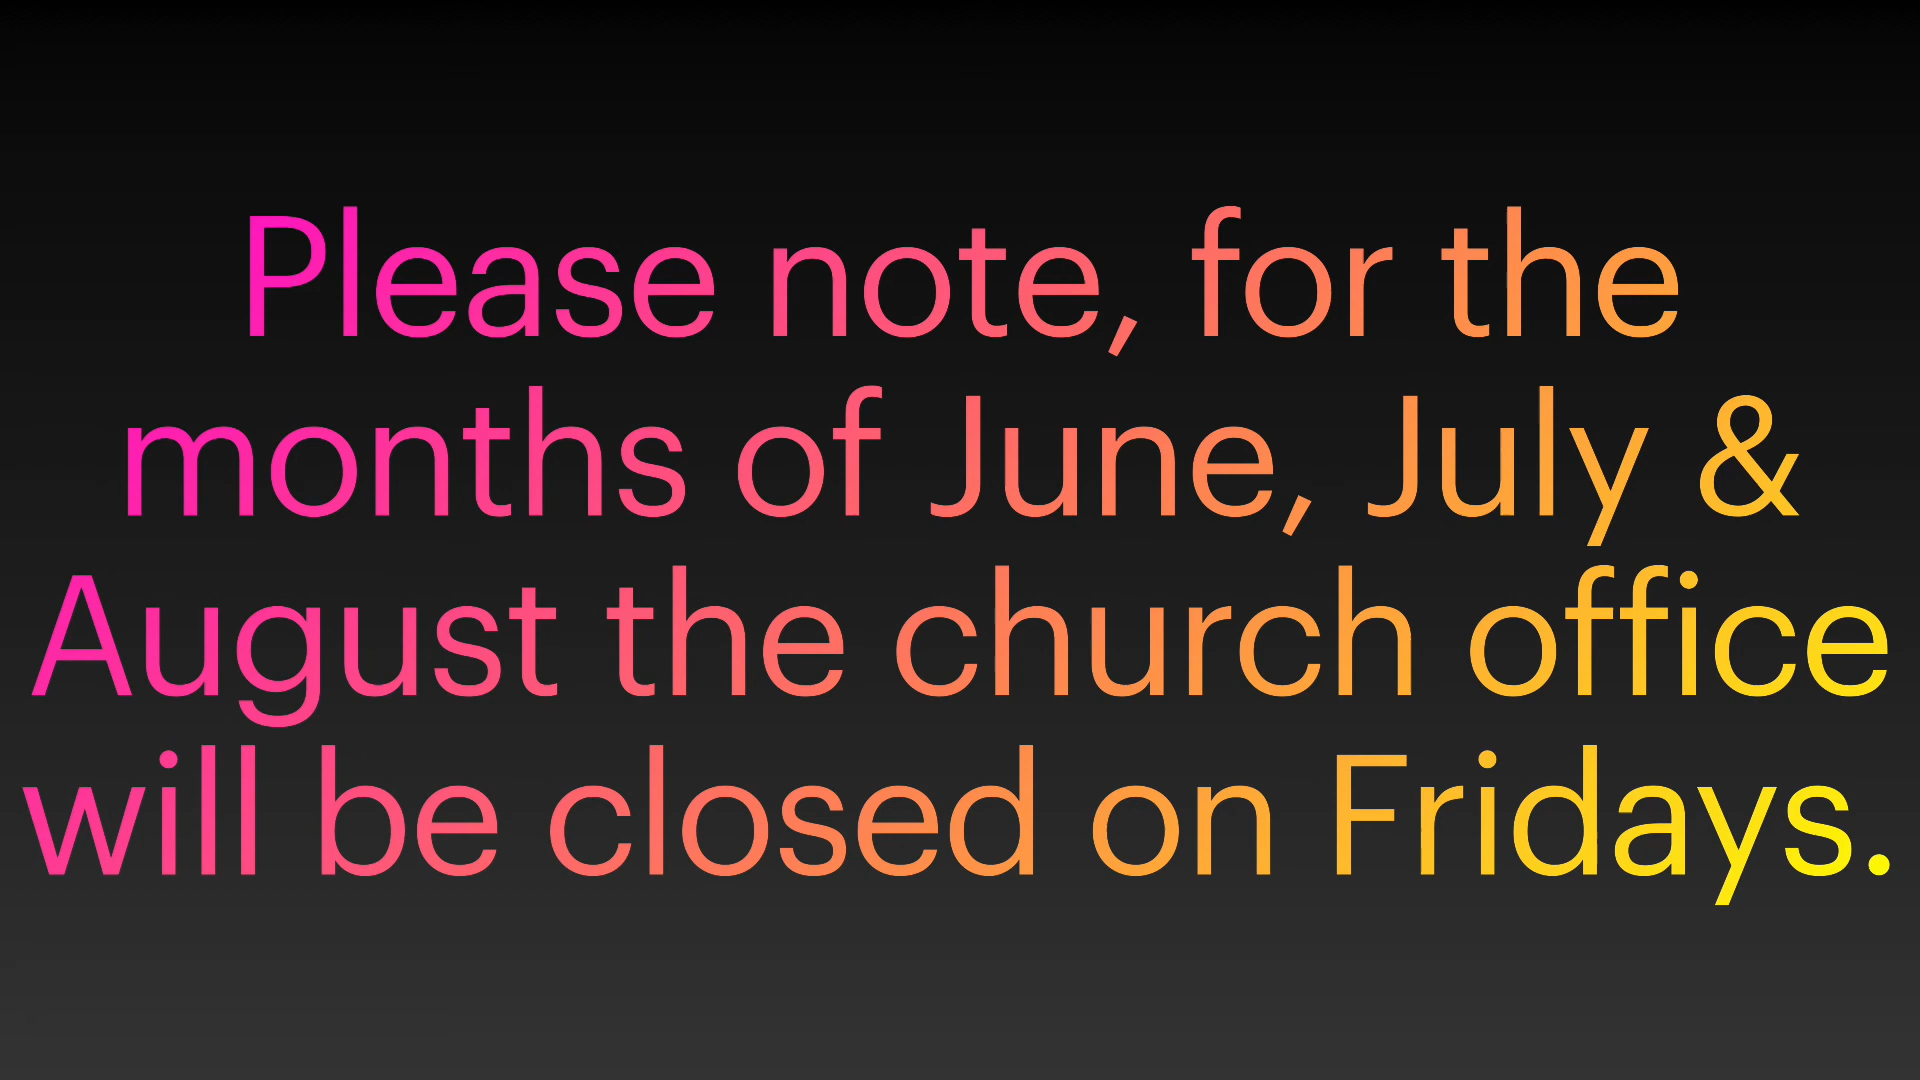 Please note, for the
months of June, July &
August the church office
will be closed on Fridays.